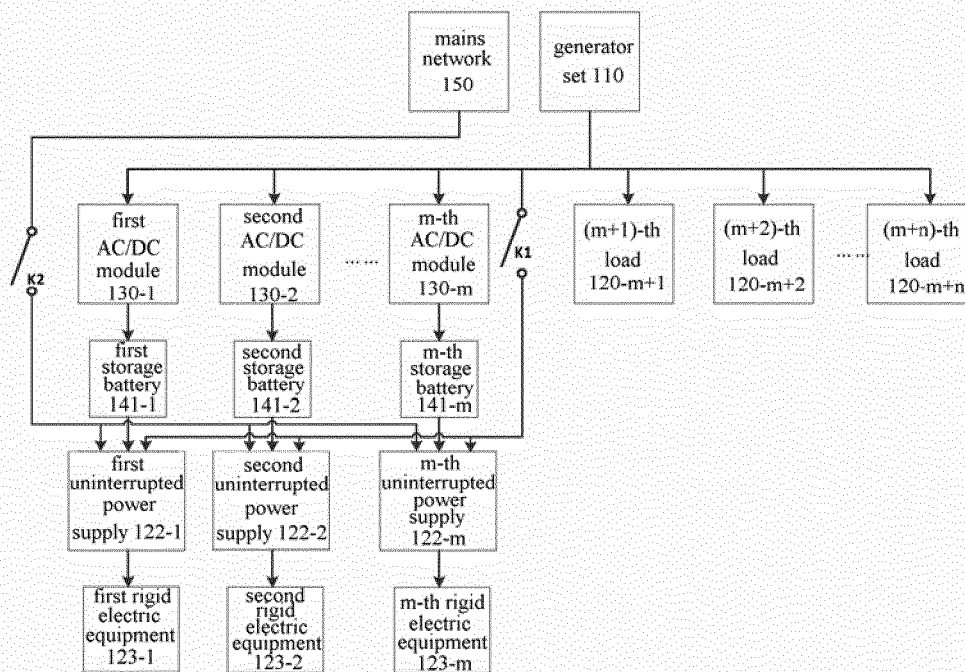 mains
network
150
generator
set 110
first
AC/DC
module
130-1
second
AC/DC
module
130-2
……
m-th
AC/DC
module
130-m
K1
K2
(m+1)-th
load
120-m+1
(m+2)-th
load
120-m+2
……
(m+n)-th
load
120-m+n
first
storage
battery
141-1
second
storage
battery
141-2
m-th
storage
battery
141-m
first
uninterrupted
power
supply 122-1
second
uninterrupted
power
supply 122-2
m-th
uninterrupted
power
supply
122-m
first rigid
electric
equipment
123-1
second
rigid
electric
equipment
123-2
m-th rigid
electric
equipment
123-m